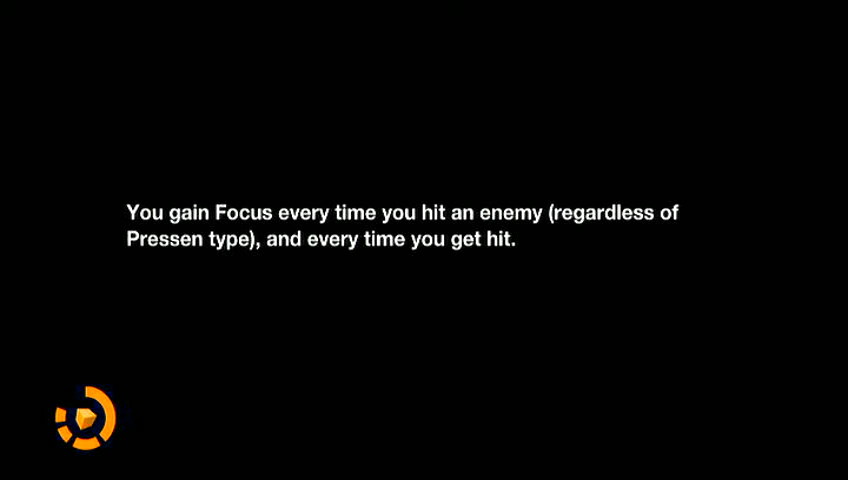 You gain Focus every time you hit an enemy (regardless of
Pressen type), and every time you get hit.